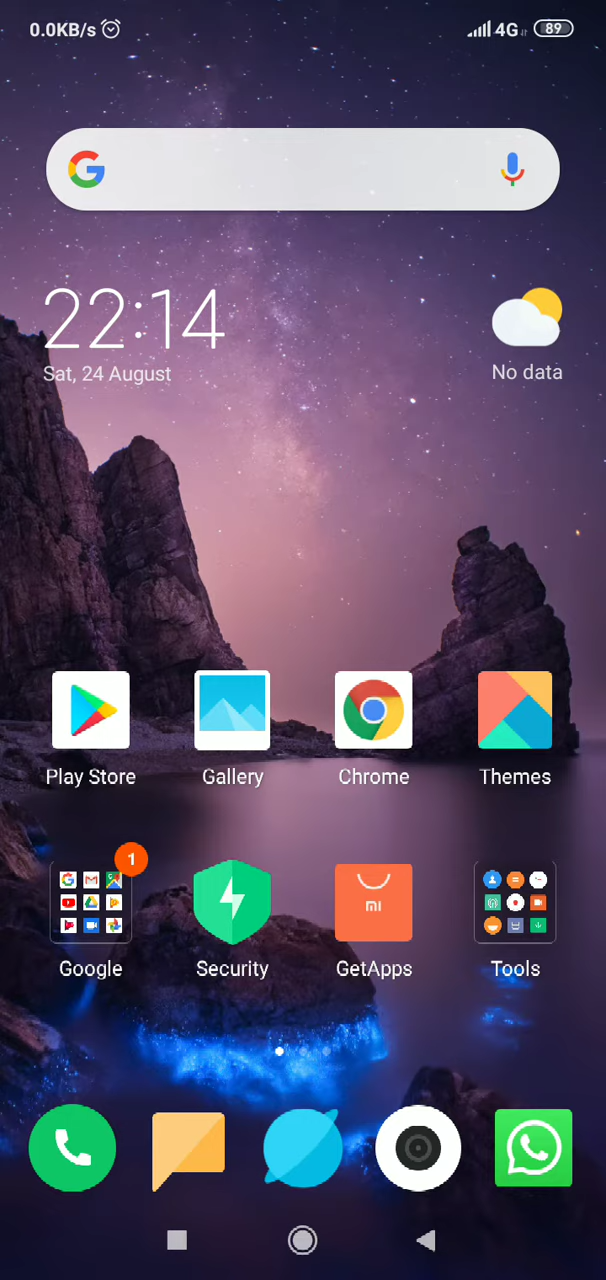 0.0KB/s 4G 89
22:14
Sat, 24 August
No data
Play Store Gallery Chrome Themes
1
mi
Google Security GetApps Tools